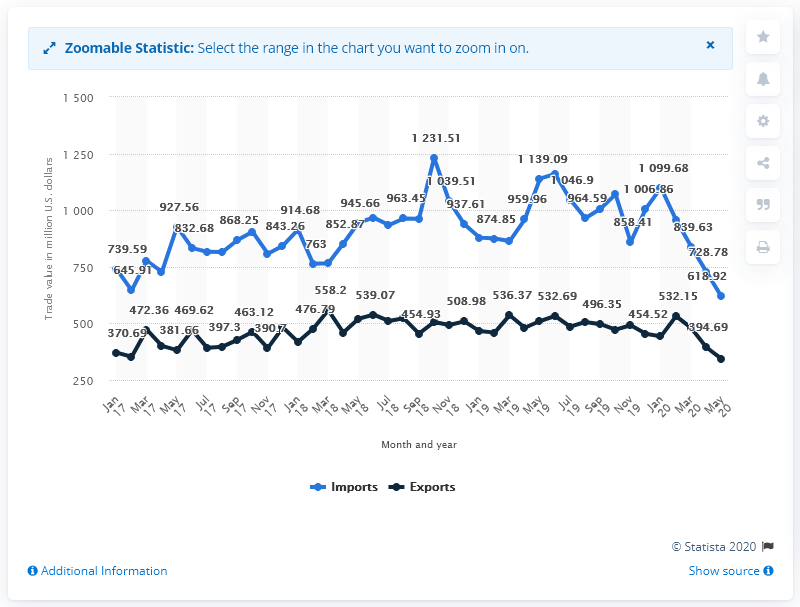 Zoomable Statistic: Select the range in the chart you want to zoom in on.
×
1 500
1 250
1 000
750
500
250
Trade value in million U.S. dollars
739.59
645.91
927.56
832.68
868.25
843.26
914.68
763
852.87
945.66
963.45
1 231.51
1 039.51
937.61
874.85
959.96
1 139.09
1 046.9
964.59
858.41
1 006.86
1 099.68
839.63
728.78
618.92
370.69
472.36
381.66
469.62
397.3
463.12
390.7
476.79
558.2
539.07
454.93
508.98
536.37
532.69
496.35
454.52
532.15
394.69
Jan 17
Mar 17
May 17
Jul 17
Sep 17
Nov 17
Jan 18
Mar 18
May 18
Jul 18
Sep 18
Nov 18
Jan 19
Mar 19
May 19
Jul 19
Sep 19
Nov 19
Jan 20
Mar 20
May 20
Month and year
Imports Exports
© Statista 2020
Additional Information
Show source